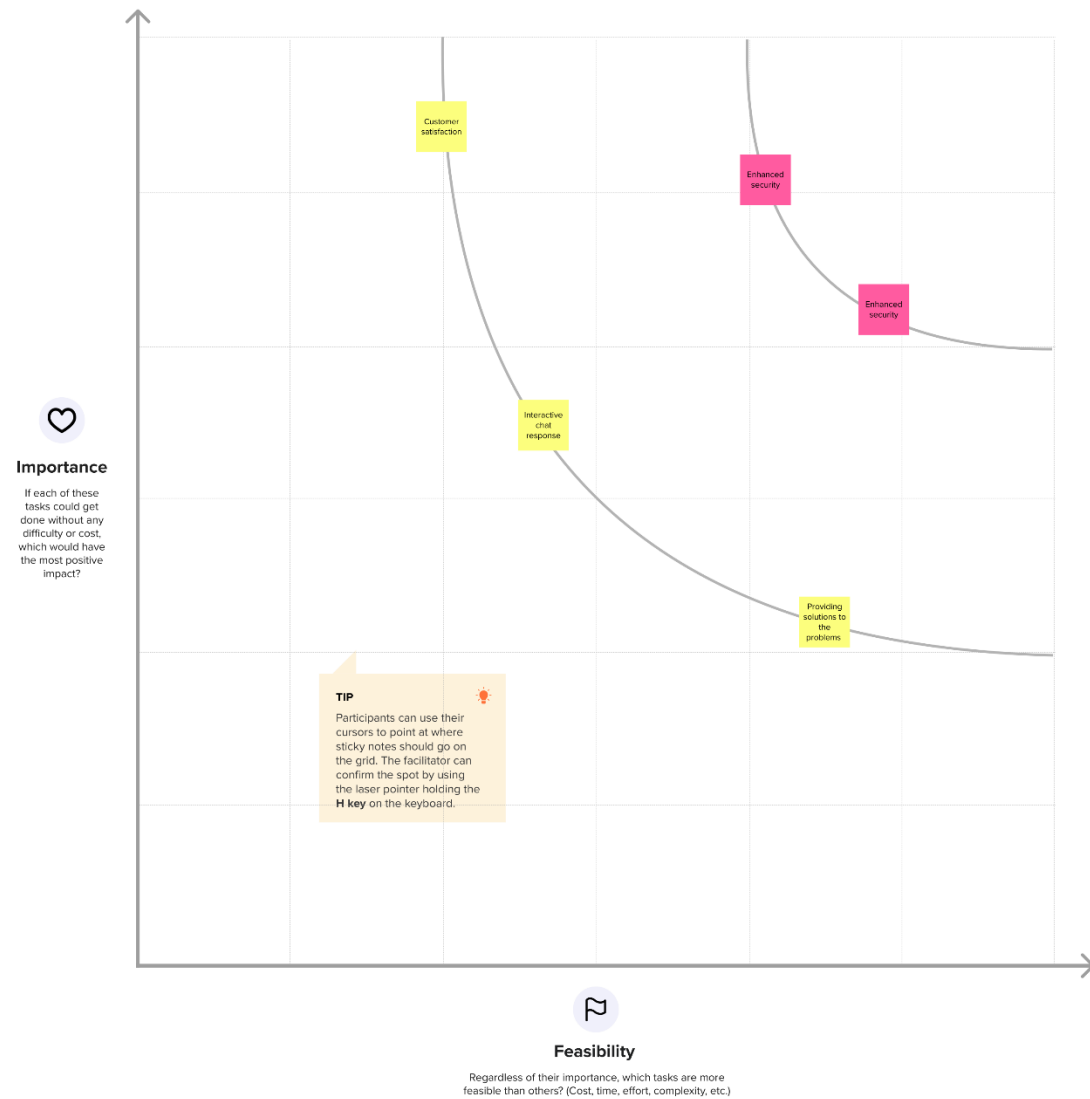 Customer
satisfaction
Enhanced
security
Enhanced
security
Interactive
chat
response
Importance
If each of these
tasks could get
done without any
difficulty or cost,
which would have
the most positive
impact?
Providing
solutions to
the
problems
TIP
Participants can use their
cursors to point at where
sticky notes should go on
the grid. The facilitator can
confirm the spot by using
the laser pointer holding the
H key on the keyboard.
Feasibility
Regardless of their importance, which tasks are more
feasible than others? (Cost, time, effort, complexity, etc.)